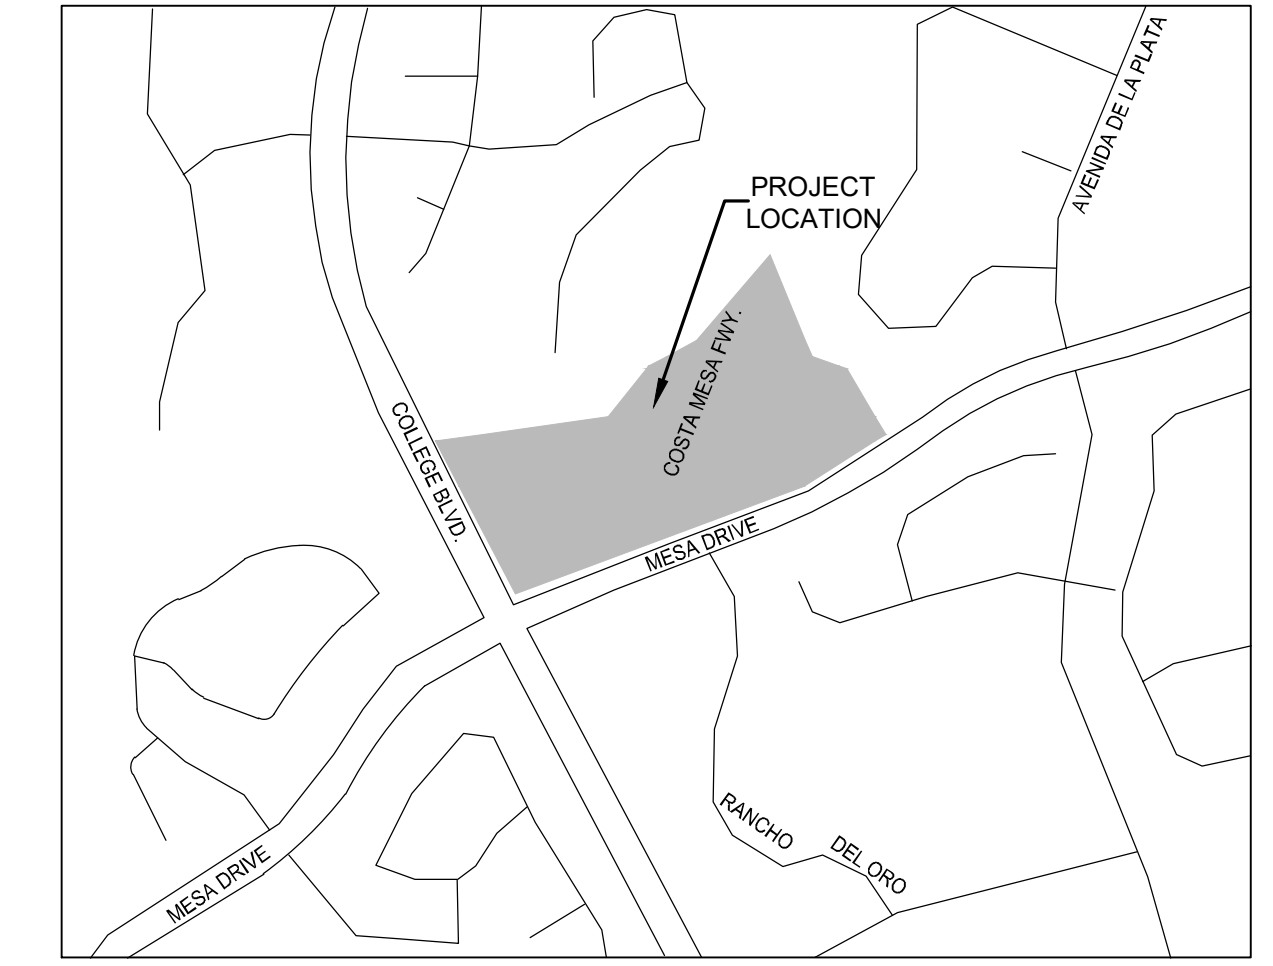 AVENIDA DE LA PLATA
PROJECT
LOCATION
COSTA MESA FWY.
COLLEGE BLVD.
MESA DRIVE
RANCHO
DEL ORO
MESA DRIVE